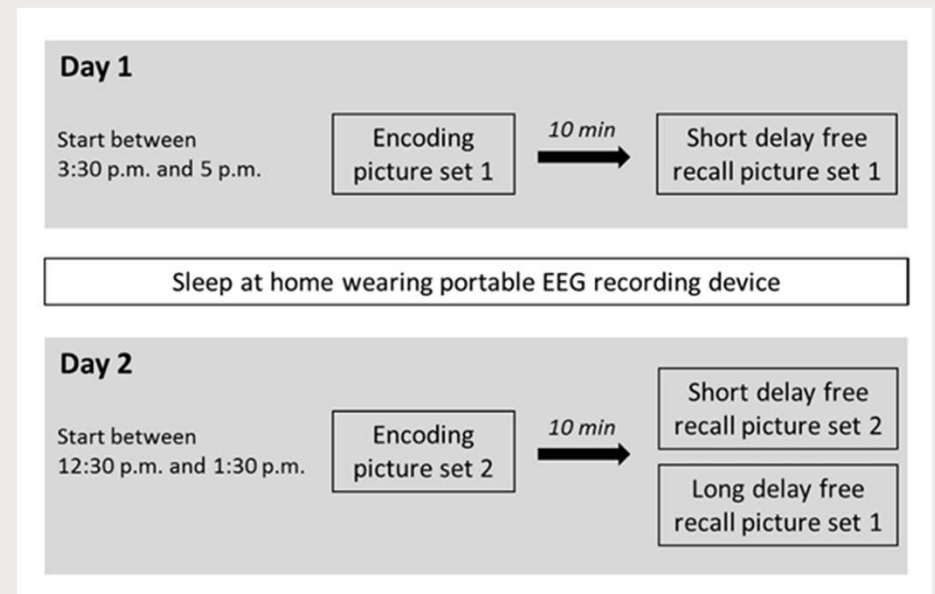 Day 1
Start between
3:30 p.m. and 5 p.m.
Encoding
picture set 1
10 min
Short delay free
recall picture set 1
Sleep at home wearing portable EEG recording device
Day 2
Start between
12:30 p.m. and 1:30 p.m.
Encoding
picture set 2
10 min
Short delay free
recall picture set 2
Long delay free
recall picture set 1